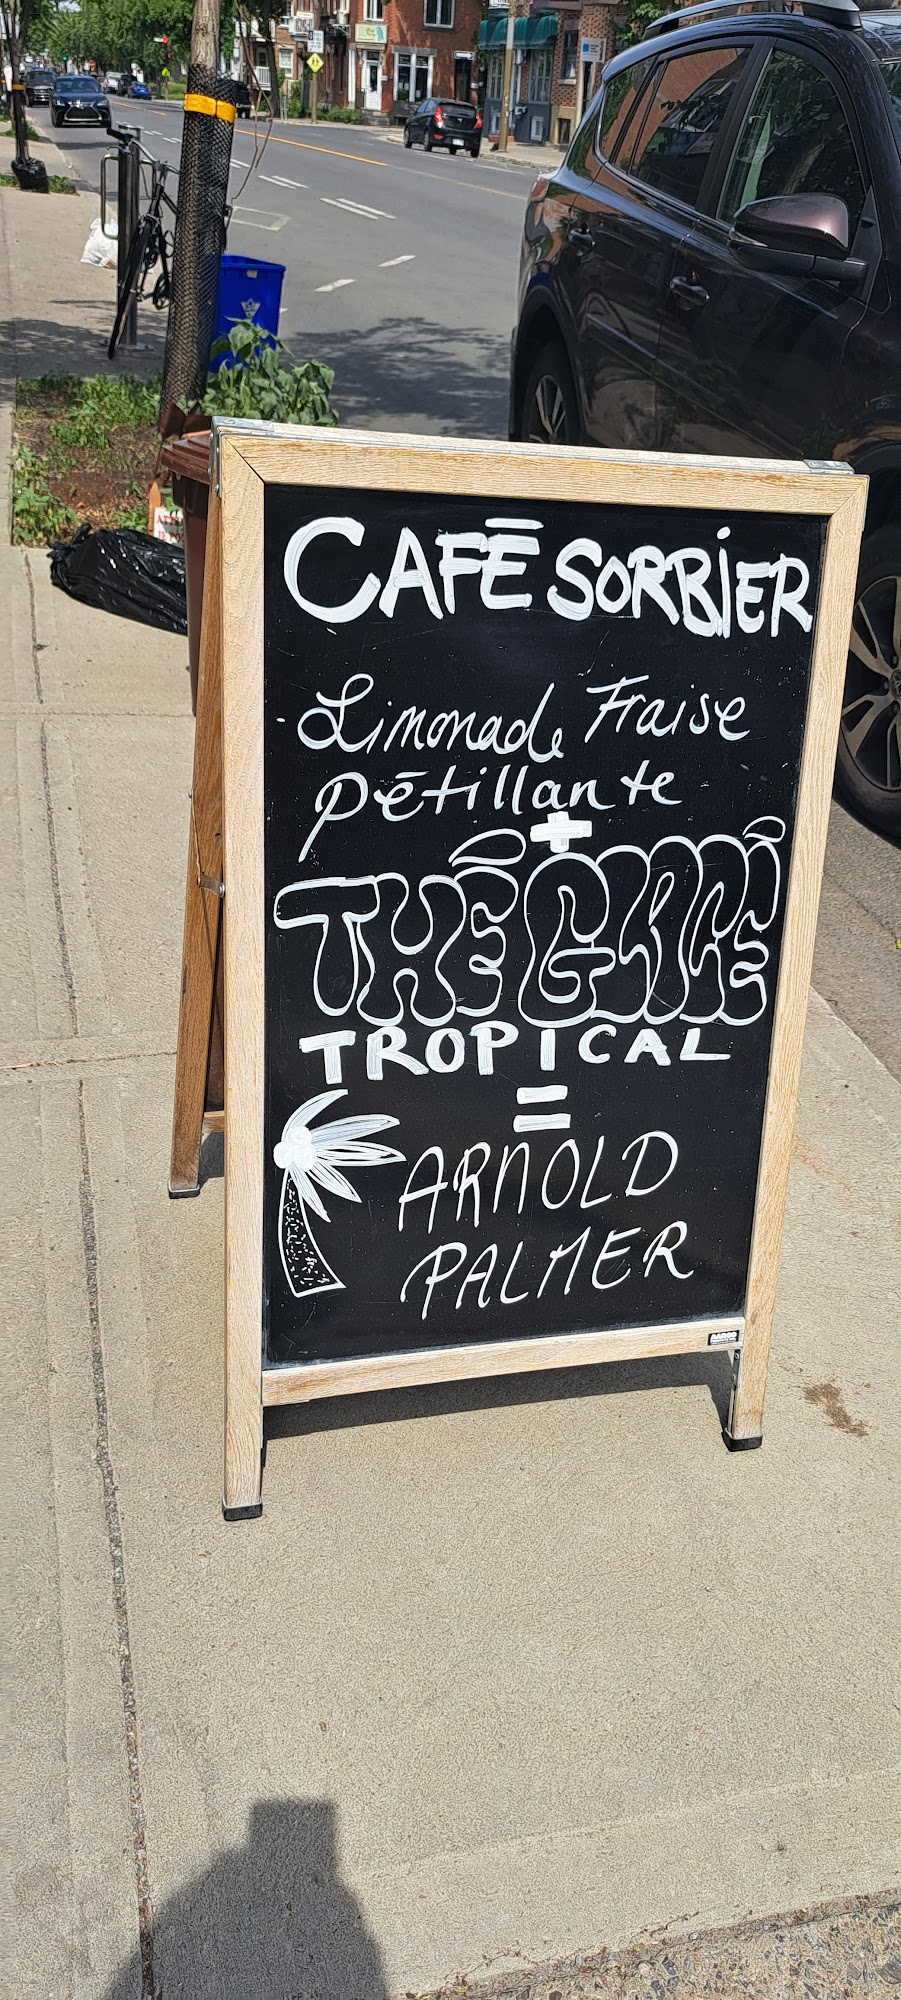 CAFÉ SORBIER
Limonade Fraise
Pétillante
+
THÉ GLACÉ
TROPICAL
=
ARNOLD
PALMER